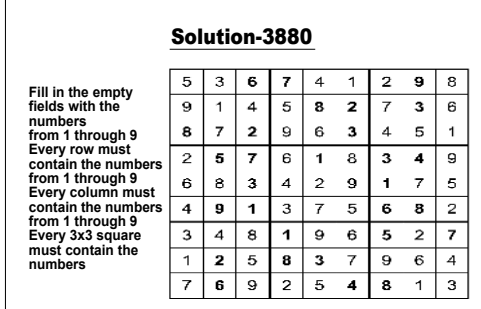 Solution-3880
Fill in the empty
fields with the
numbers
from 1 through 9
Every row must
contain the numbers
from 1 through 9
Every column must
contain the numbers
from 1 through 9
Every 3x3 square
must contain the
numbers
5 3 6 7 4 1 2 9 8
9 1 4 5 8 2 7 3 6
8 7 2 9 6 3 4 5 1
2 5 7 6 1 8 3 4 9
6 8 3 4 2 9 1 7 5
4 9 1 3 7 5 6 8 2
3 4 8 1 9 6 5 2 7
1 2 5 8 3 7 9 6 4
7 6 9 2 5 4 8 1 3